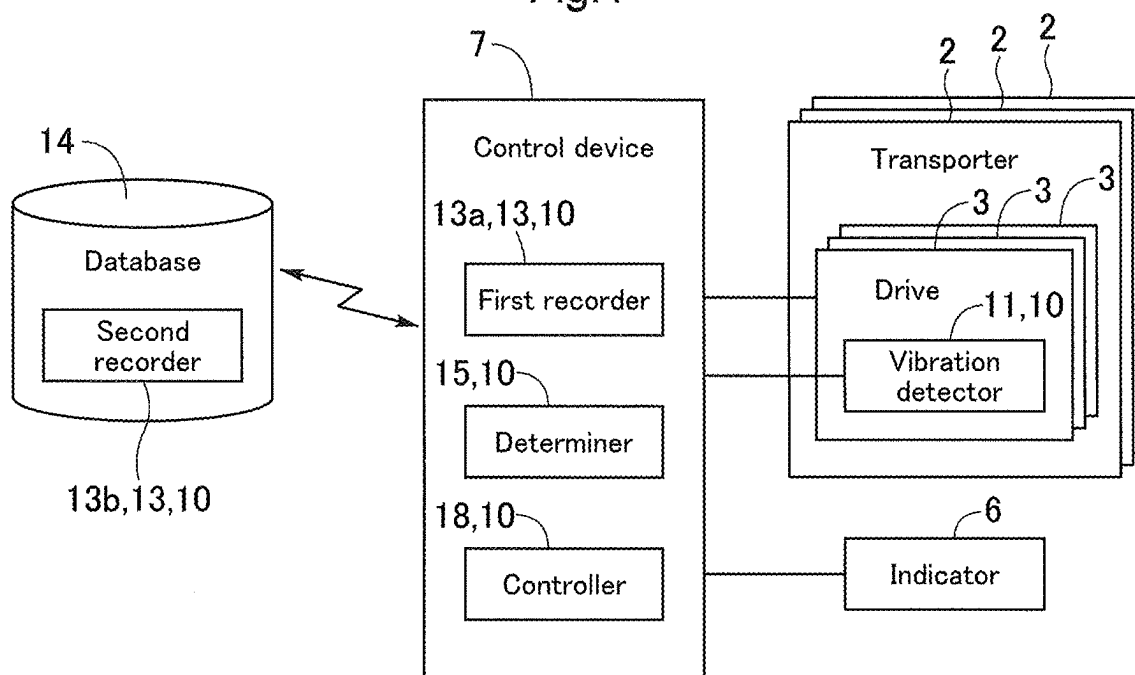 7
2
2
2
14
Control device
Transporter
13a,13,10
3
3
3
Database
First recorder
Drive
11,10
Second
recorder
Vibration
detector
15,10
Determiner
13b,13,10
18,10
6
Controller
Indicator